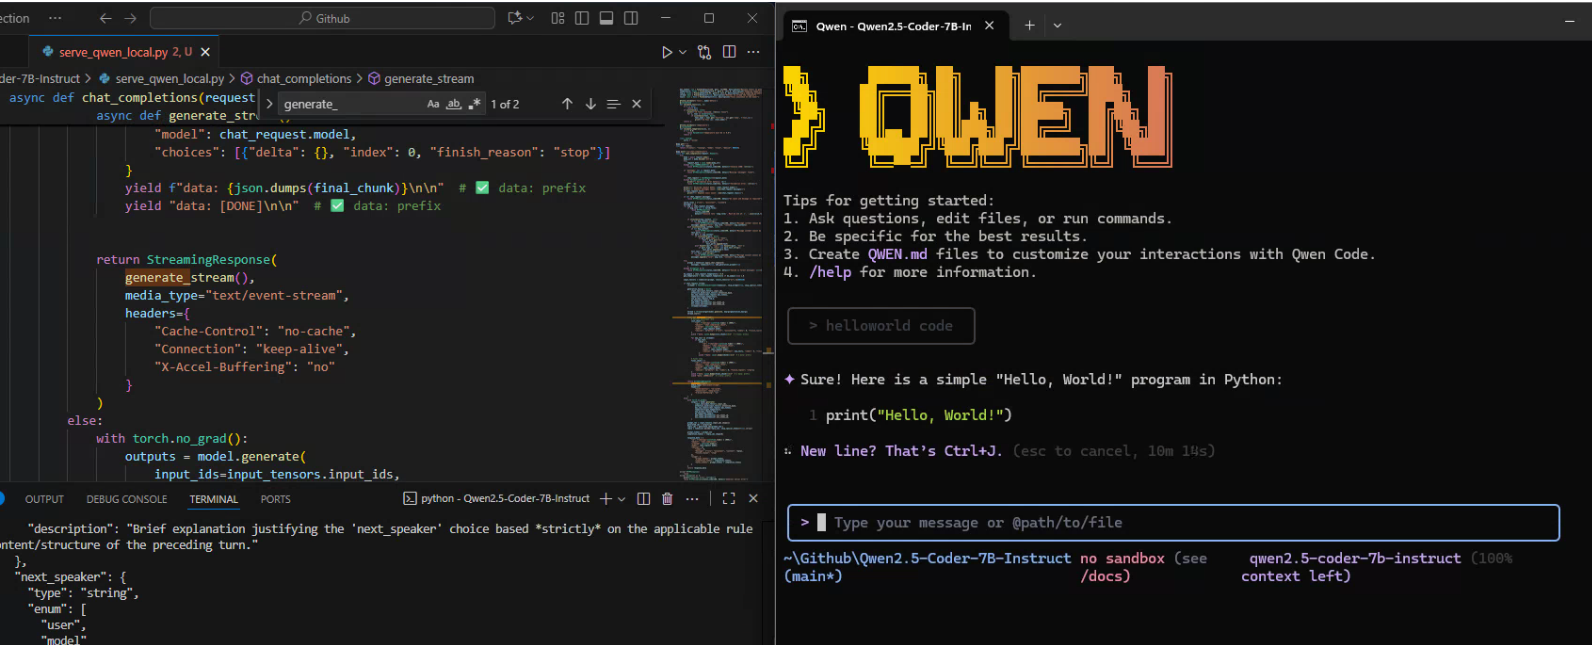 ection ··· Github
serve_qwen_local.py 2, U
der-7B-Instruct > serve_qwen_local.py > chat_completions > generate_stream
async def chat_completions(request
generate_ Aa ab 1 of 2
async def generate_str
"model": chat_request.model,
"choices": [{"delta": {}, "index": 0, "finish_reason": "stop"}]
}
yield f"data: {json.dumps(final_chunk)}\n\n" # ✅ data: prefix
yield "data: [DONE]\n\n" # ✅ data: prefix
return StreamingResponse(
generate_stream(),
media_type="text/event-stream",
headers={
"Cache-Control": "no-cache",
"Connection": "keep-alive",
"X-Accel-Buffering": "no"
}
)
else:
with torch.no_grad():
outputs = model.generate(
input_ids=input_tensors.input_ids,
OUTPUT DEBUG CONSOLE TERMINAL PORTS python - Qwen2.5-Coder-7B-Instruct
"description": "Brief explanation justifying the 'next_speaker' choice based *strictly* on the applicable rule
ontent/structure of the preceding turn."
},
"next_speaker": {
"type": "string",
"enum": [
"user",
"model"
Qwen - Qwen2.5-Coder-7B-In
> QWEN
Tips for getting started:
1. Ask questions, edit files, or run commands.
2. Be specific for the best results.
3. Create QWEN.md files to customize your interactions with Qwen Code.
4. /help for more information.
> helloworld code
✦ Sure! Here is a simple "Hello, World!" program in Python:
1 print("Hello, World!")
New line? That's Ctrl+J. (esc to cancel, 10m 14s)
> Type your message or @path/to/file
~\Github\Qwen2.5-Coder-7B-Instruct no sandbox (see qwen2.5-coder-7b-instruct (100%
(main*) /docs) context left)